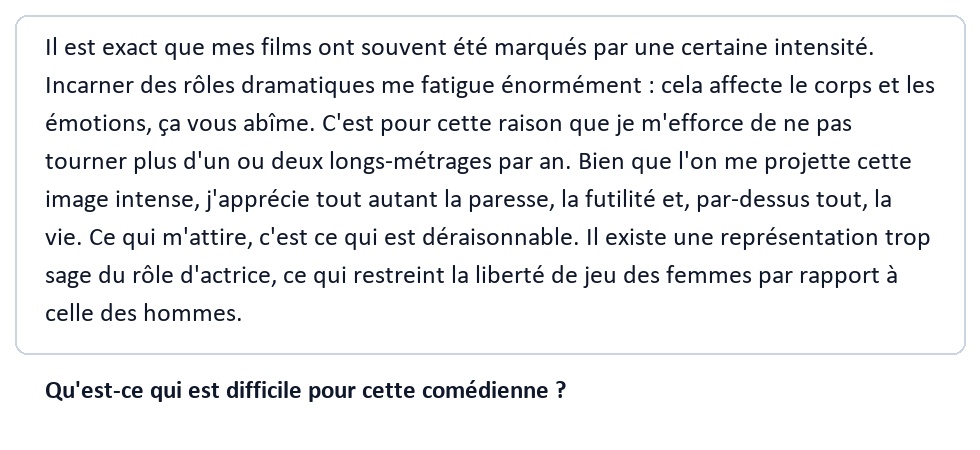 Il est exact que mes films ont souvent été marqués par une certaine intensité.
Incarner des rôles dramatiques me fatigue énormément : cela affecte le corps et les
émotions, ça vous abîme. C'est pour cette raison que je m'efforce de ne pas
tourner plus d'un ou deux longs-métrages par an. Bien que l'on me projette cette
image intense, j'apprécie tout autant la paresse, la futilité et, par-dessus tout, la
vie. Ce qui m'attire, c'est ce qui est déraisonnable. Il existe une représentation trop
sage du rôle d'actrice, ce qui restreint la liberté de jeu des femmes par rapport à
celle des hommes.
Qu'est-ce qui est difficile pour cette comédienne ?